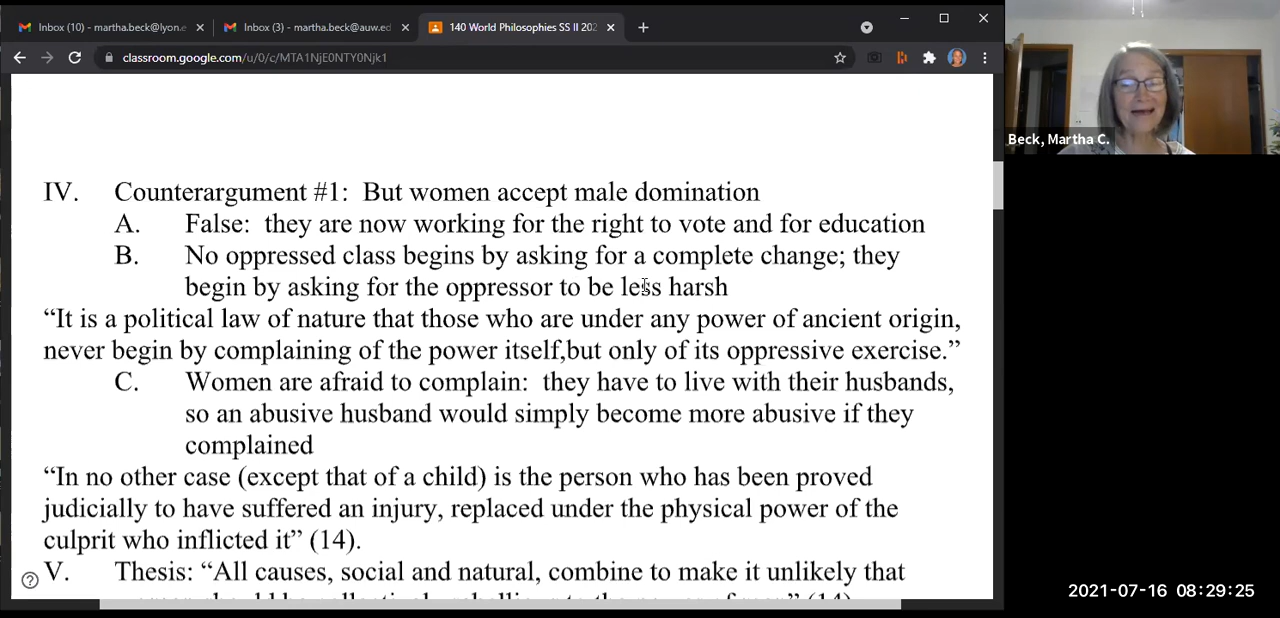 Inbox (10) - martha.beck@lyon.e
Inbox (3) - martha.beck@auw.ed
140 World Philosophies SS II 202
classroom.google.com/u/0/c/MTA1NjE0NTY0Njk1
Beck, Martha C.
IV. Counterargument #1: But women accept male domination
A. False: they are now working for the right to vote and for education
B. No oppressed class begins by asking for a complete change; they
begin by asking for the oppressor to be less harsh
“It is a political law of nature that those who are under any power of ancient origin,
never begin by complaining of the power itself,but only of its oppressive exercise.”
C. Women are afraid to complain: they have to live with their husbands,
so an abusive husband would simply become more abusive if they
complained
“In no other case (except that of a child) is the person who has been proved
judicially to have suffered an injury, replaced under the physical power of the
culprit who inflicted it” (14).
V. Thesis: “All causes, social and natural, combine to make it unlikely that
2021-07-16 08:29:25